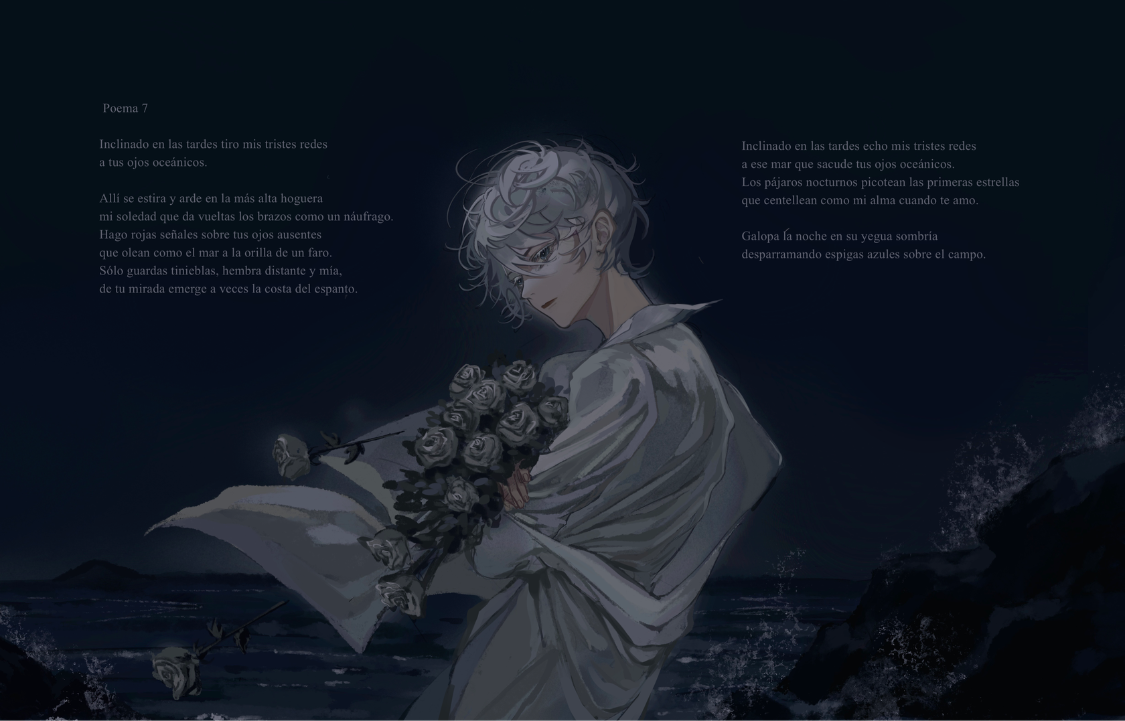 Poema 7
Inclinado en las tardes tiro mis tristes redes
a tus ojos oceánicos.
Allí se estira y arde en la más alta hoguera
mi soledad que da vueltas los brazos como un náufrago.
Hago rojas señales sobre tus ojos ausentes
que olean como el mar a la orilla de un faro.
Sólo guardas tinieblas, hembra distante y mía,
de tu mirada emerge a veces la costa del espanto.
Inclinado en las tardes echo mis tristes redes
a ese mar que sacude tus ojos oceánicos.
Los pájaros nocturnos picotean las primeras estrellas
que centellean como mi alma cuando te amo.
Galopa la noche en su yegua sombría
desparramando espigas azules sobre el campo.